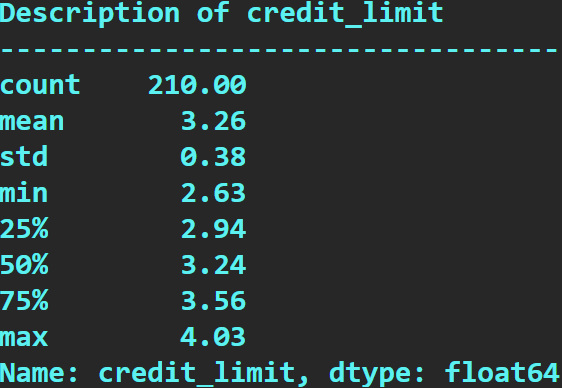 Description of credit_limit
----------------------------------
count    210.00
mean       3.26
std        0.38
min        2.63
25%        2.94
50%        3.24
75%        3.56
max        4.03
Name: credit_limit, dtype: float64